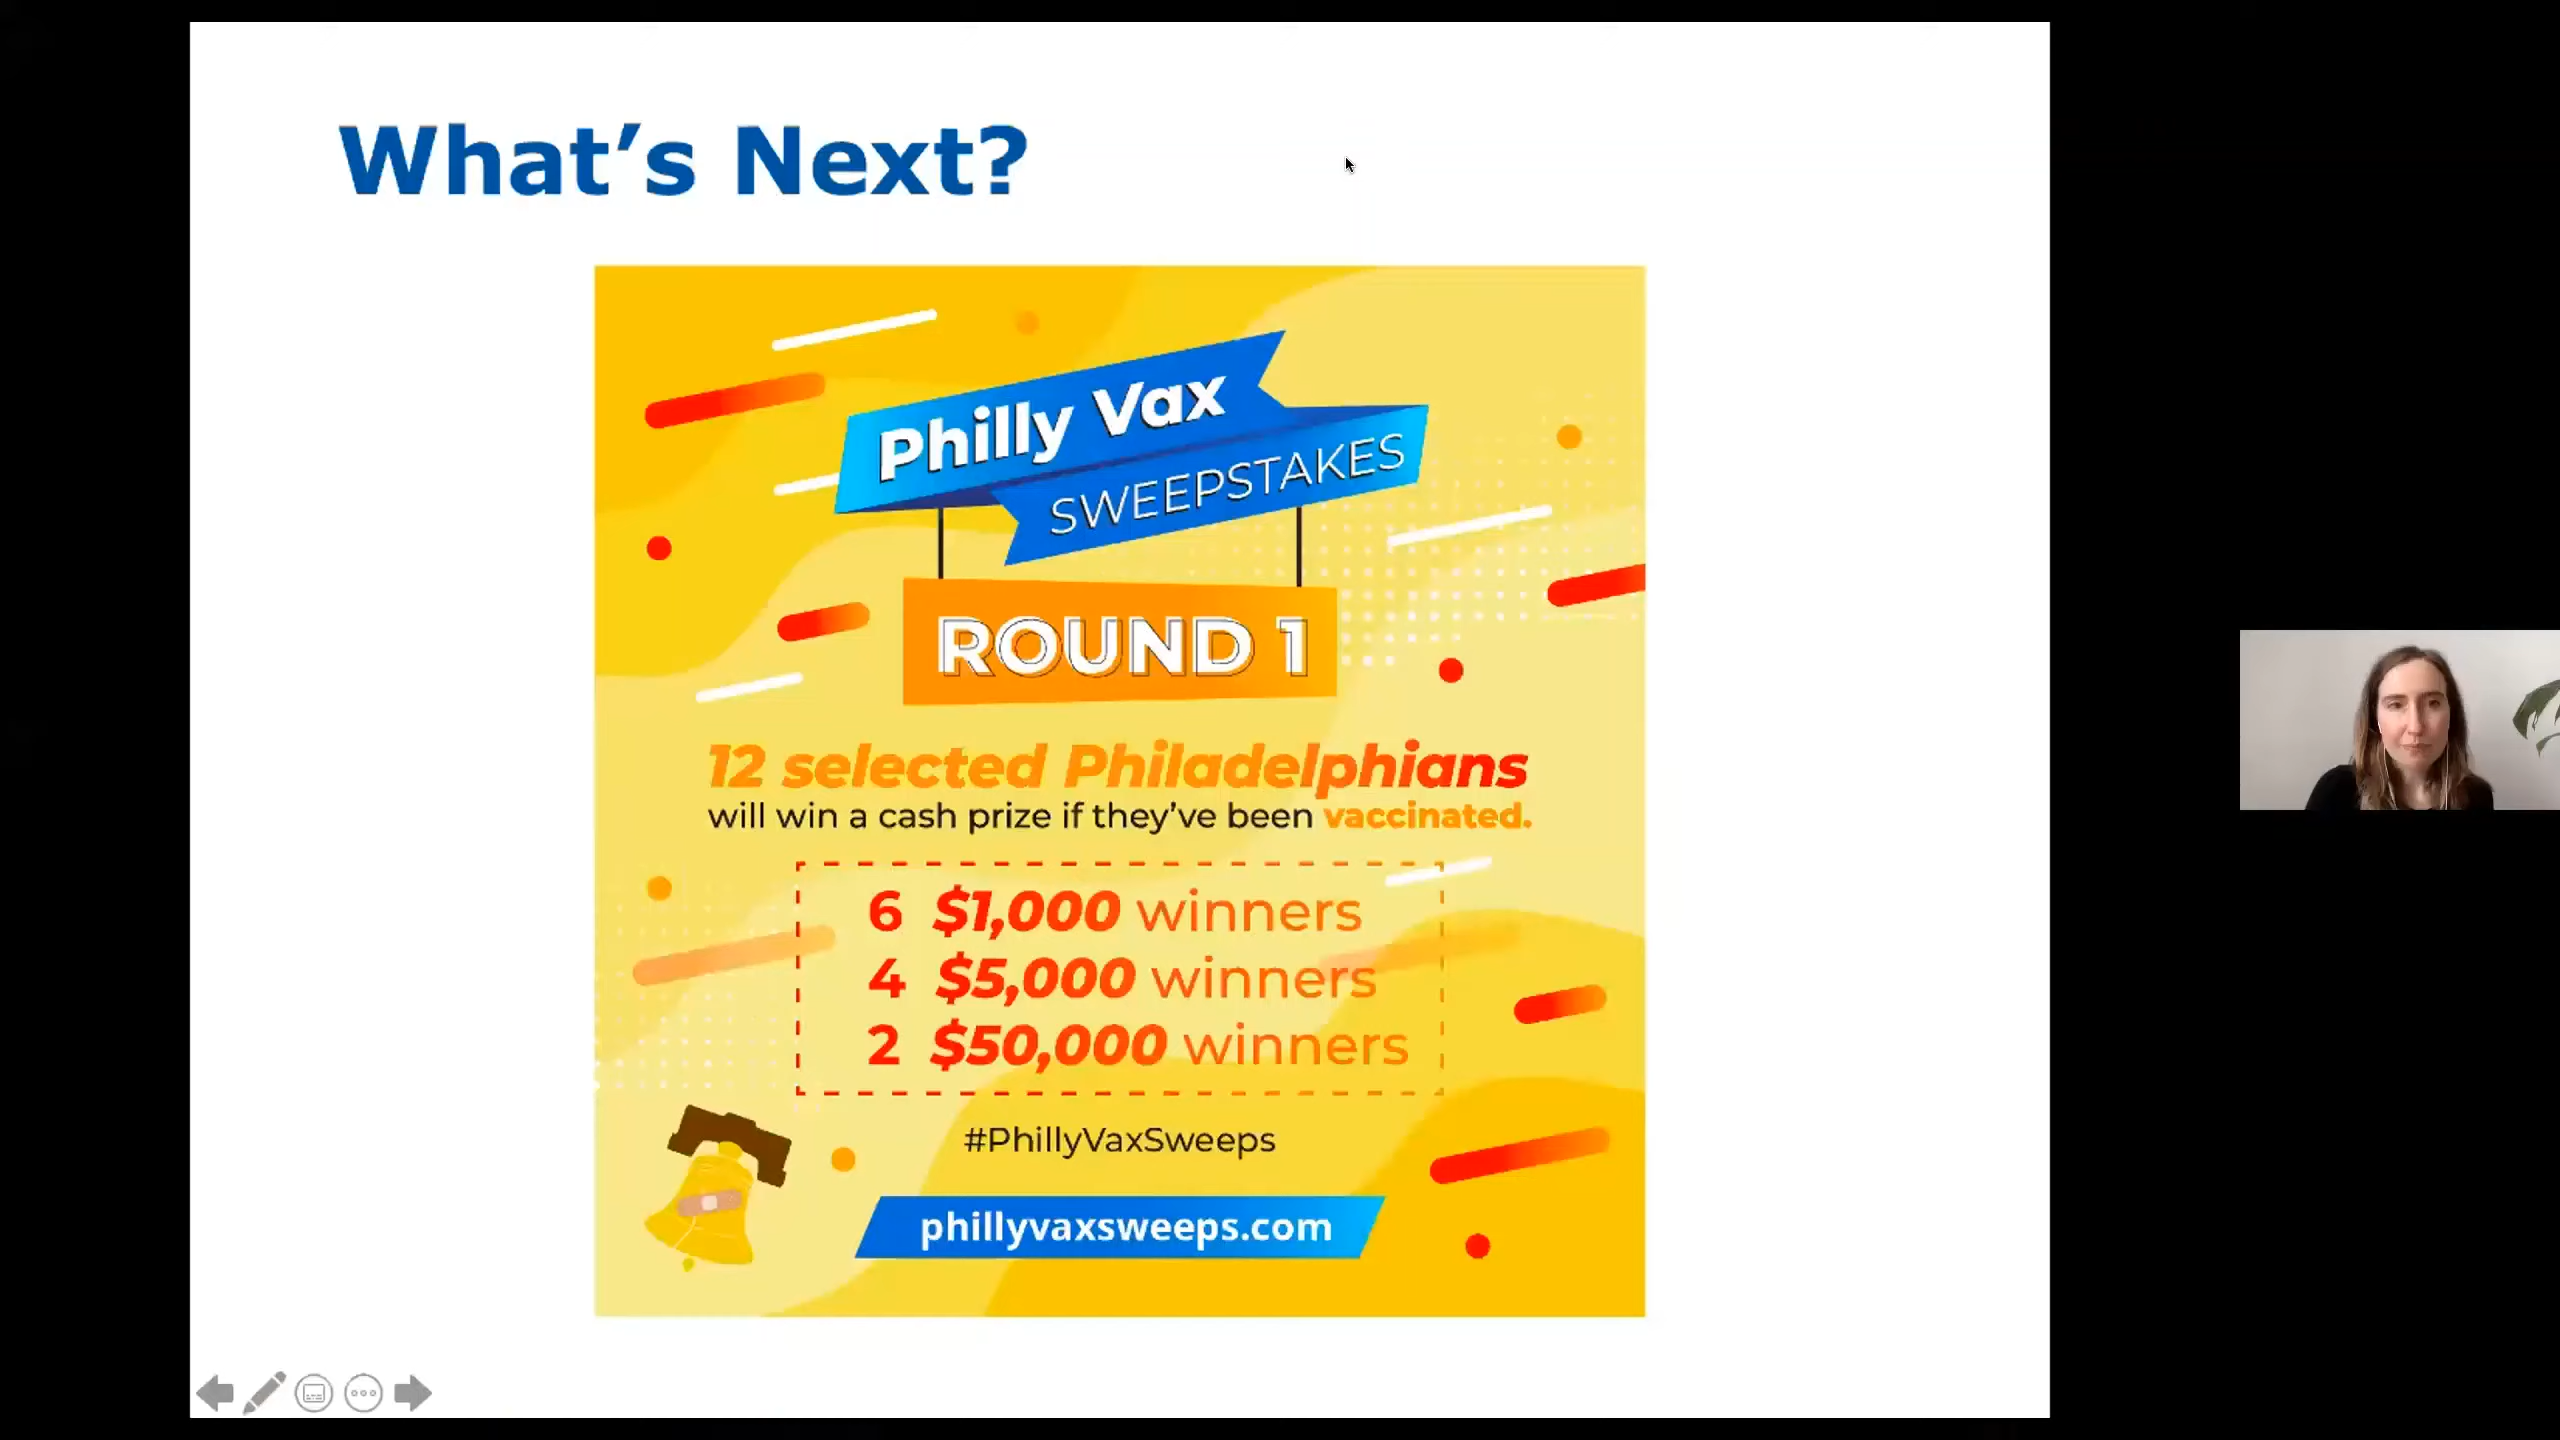 What’s Next?
Philly Vax
SWEEPSTAKES
ROUND 1
12 selected Philadelphians
will win a cash prize if they’ve been vaccinated.
6 $1,000 winners
4 $5,000 winners
2 $50,000 winners
#PhillyVaxSweeps
phillyvaxsweeps.com